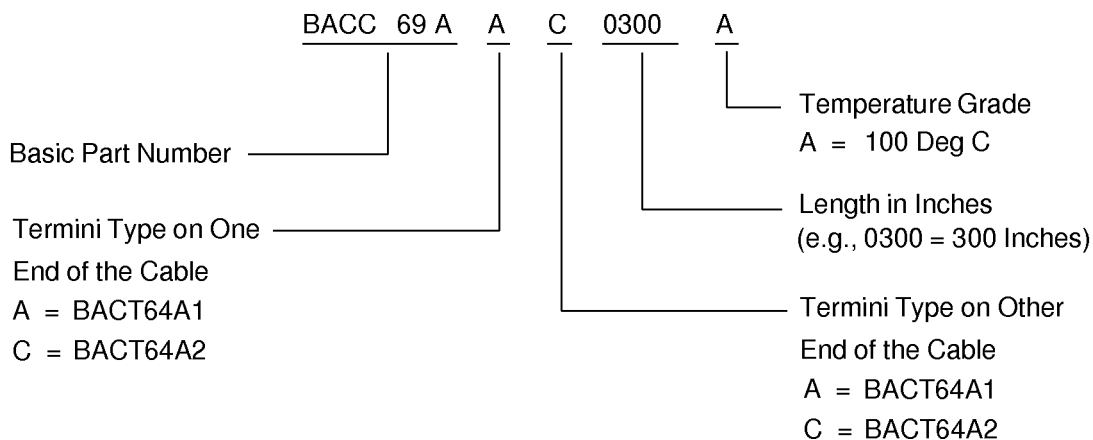 BACC 69 A A C 0300 A
Basic Part Number
Termini Type on One
End of the Cable
A = BACT64A1
C = BACT64A2
Temperature Grade
A = 100 Deg C
Length in Inches
(e.g., 0300 = 300 Inches)
Termini Type on Other
End of the Cable
A = BACT64A1
C = BACT64A2